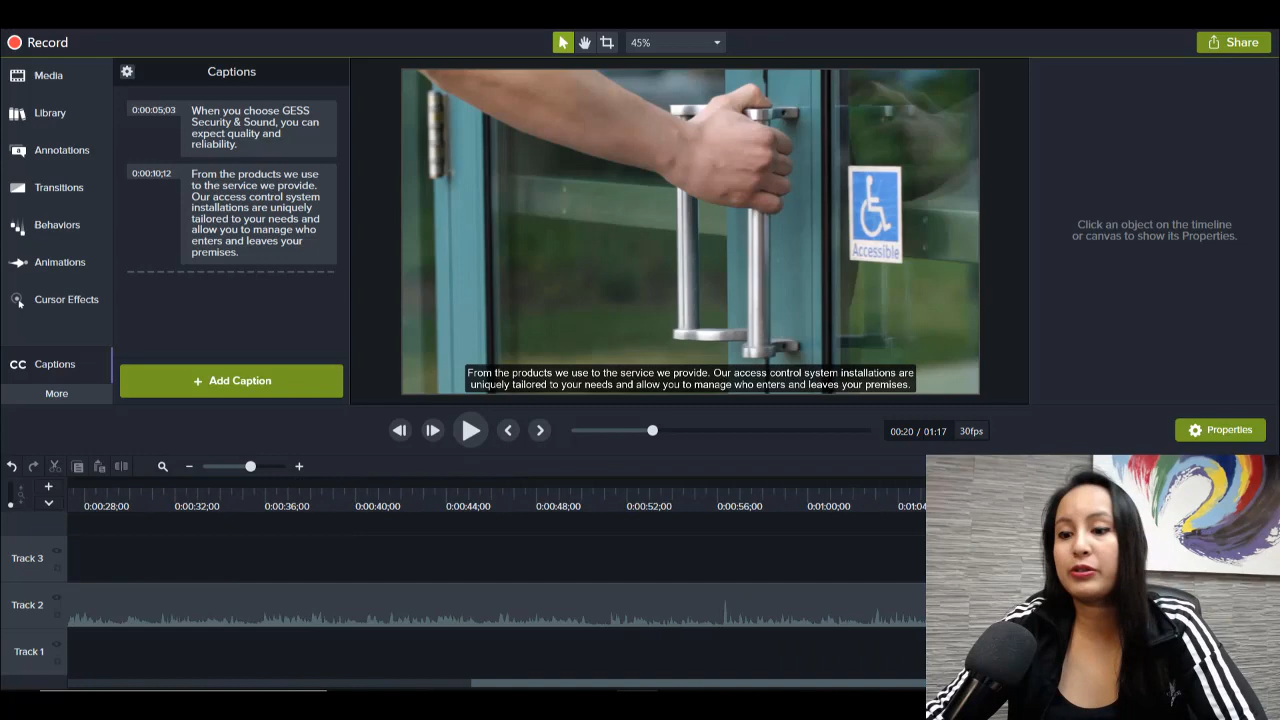 Record
45%
Share
Media
Library
Annotations
Transitions
Behaviors
Animations
Cursor Effects
CC Captions
More
Captions
0:00:05;03
When you choose GESS
Security & Sound, you can
expect quality and
reliability.
0:00:10;12
From the products we use
to the service we provide.
Our access control system
installations are uniquely
tailored to your needs and
allow you to manage who
enters and leaves your
premises.
+ Add Caption
Accessible
From the products we use to the service we provide. Our access control system installations are
uniquely tailored to your needs and allow you to manage who enters and leaves your premises.
Click an object on the timeline
or canvas to show its Properties.
00:20 / 01:17
30fps
Properties
0:00:28;00 0:00:32;00 0:00:36;00 0:00:40;00 0:00:44;00 0:00:48;00 0:00:52;00 0:00:56;00 0:01:00;00 0:01:04
Track 3
Track 2
Track 1